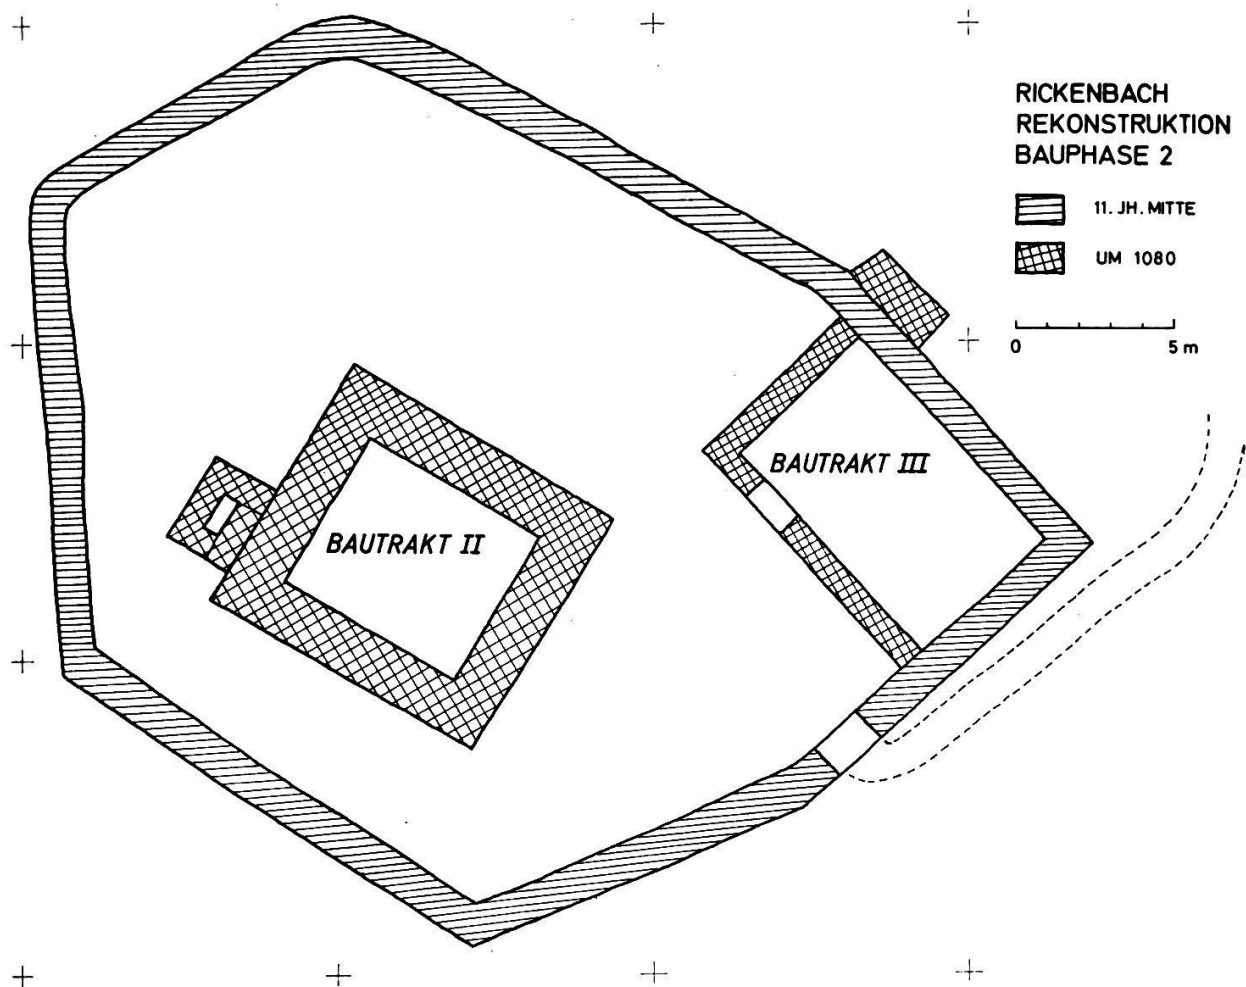 RICKENBACH
REKONSTRUKTION
BAUPHASE 2
11. JH. MITTE
UM 1080
0 5 m
BAUTRAKT III
BAUTRAKT II